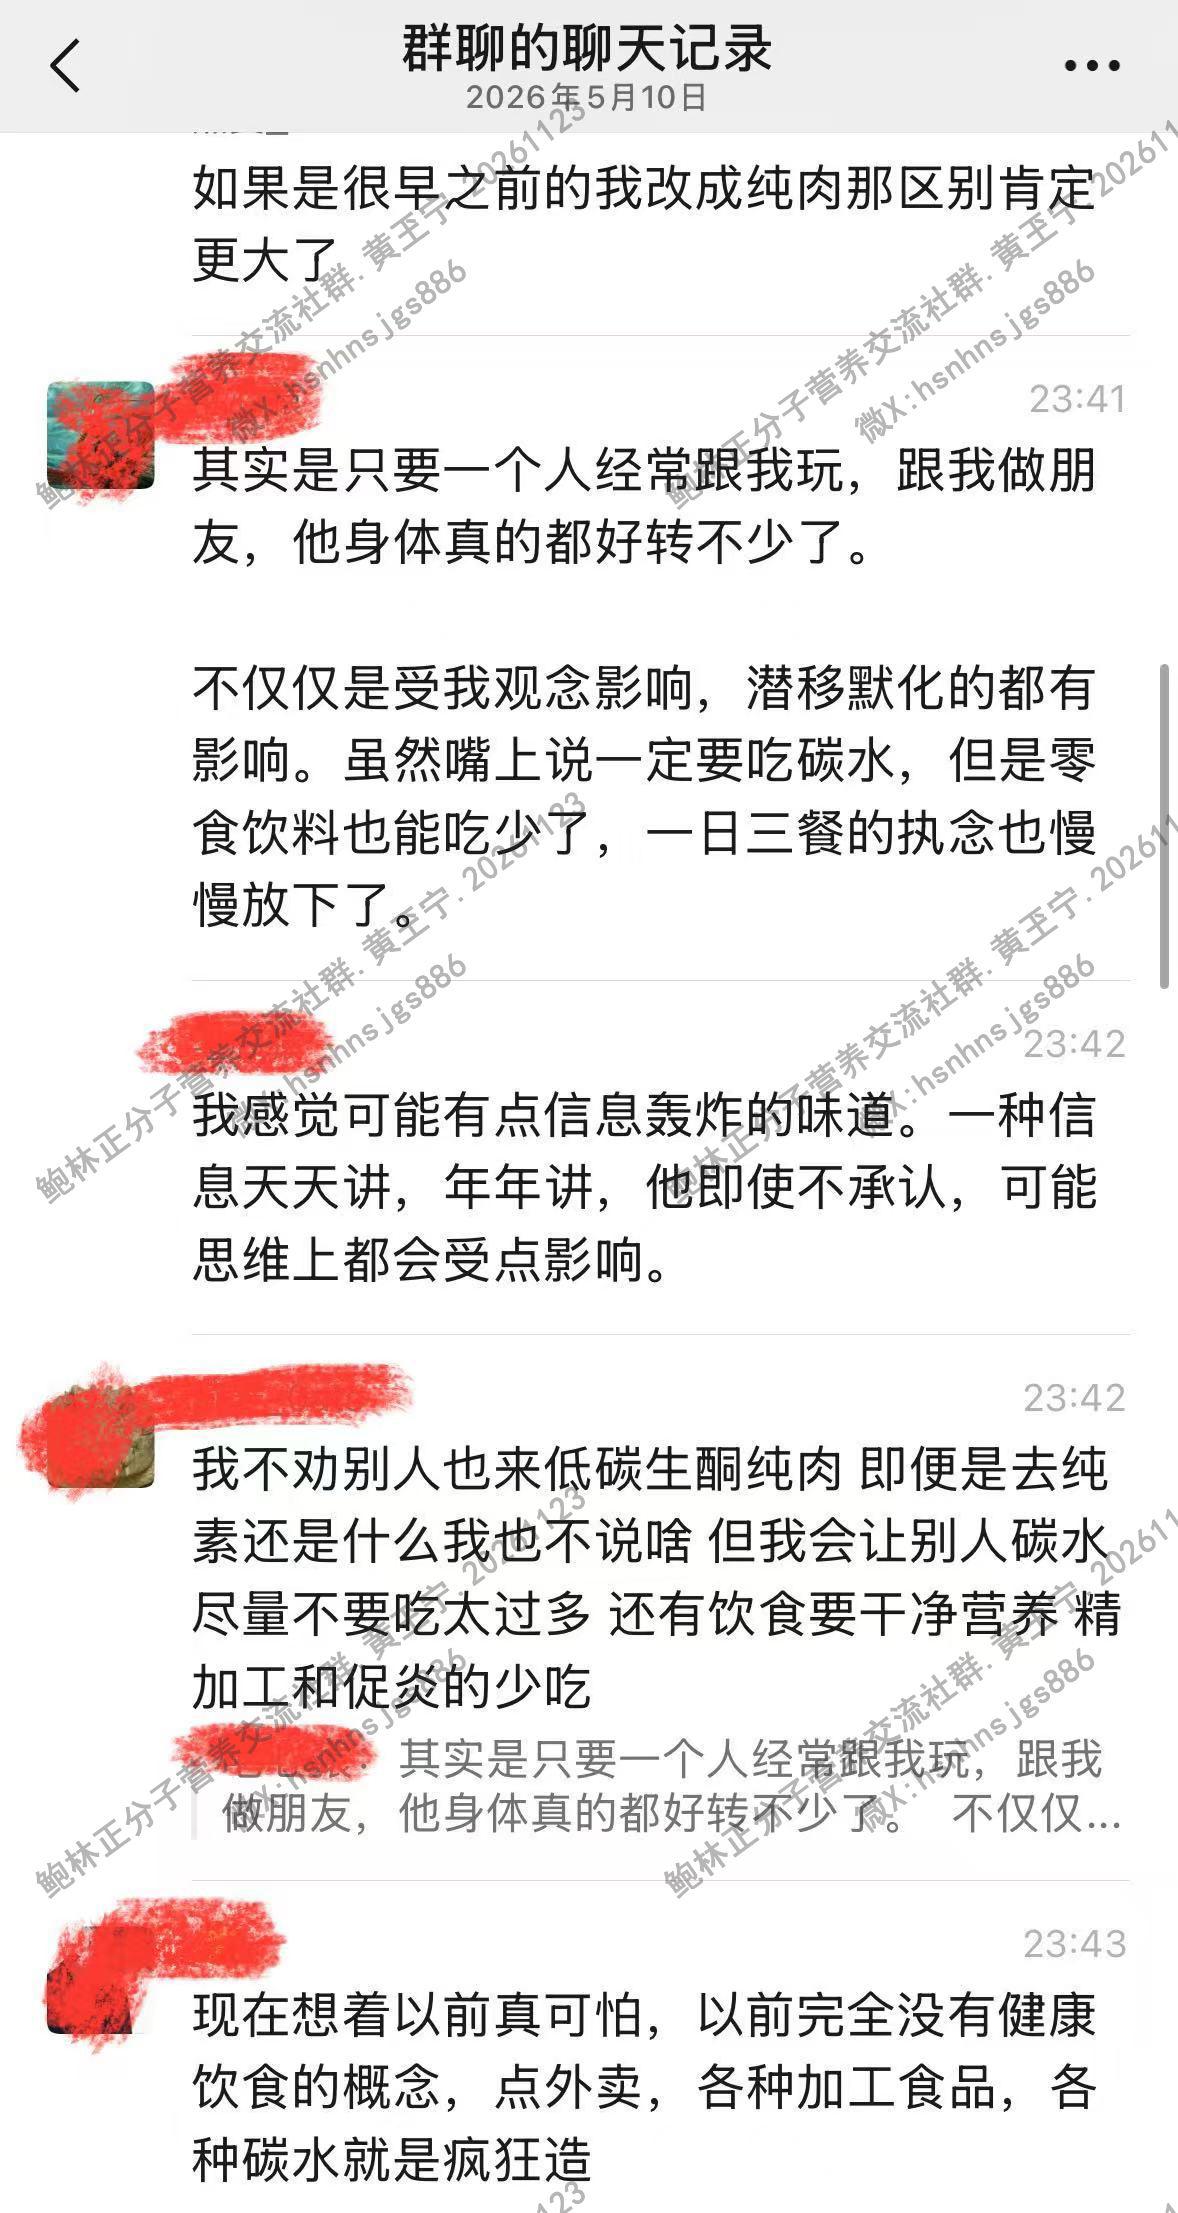 群聊的聊天记录
2026年5月10日
如果是很早之前的我改成纯肉那区别肯定
更大了
23:41
其实是只要一个人经常跟我玩，跟我做朋
友，他身体真的都好转不少了。
不仅仅是受我观念影响，潜移默化的都有
影响。虽然嘴上说一定要吃碳水，但是零
食饮料也能吃少了，一日三餐的执念也慢
慢放下了。
23:42
我感觉可能有点信息轰炸的味道。一种信
息天天讲，年年讲，他即使不承认，可能
思维上都会受点影响。
23:42
我不劝别人也来低碳生酮纯肉 即便是去纯
素还是什么我也不说啥 但我会让别人碳水
尽量不要吃太过多 还有饮食要干净营养 精
加工和促炎的少吃
其实是只要一个人经常跟我玩，跟我
做朋友，他身体真的都好转不少了。 不仅仅...
23:43
现在想着以前真可怕，以前完全没有健康
饮食的概念，点外卖，各种加工食品，各
种碳水就是疯狂造
鲍林正分子营养交流社群. 黄玊宁. 20261123
微X:hsnhnsjgs886